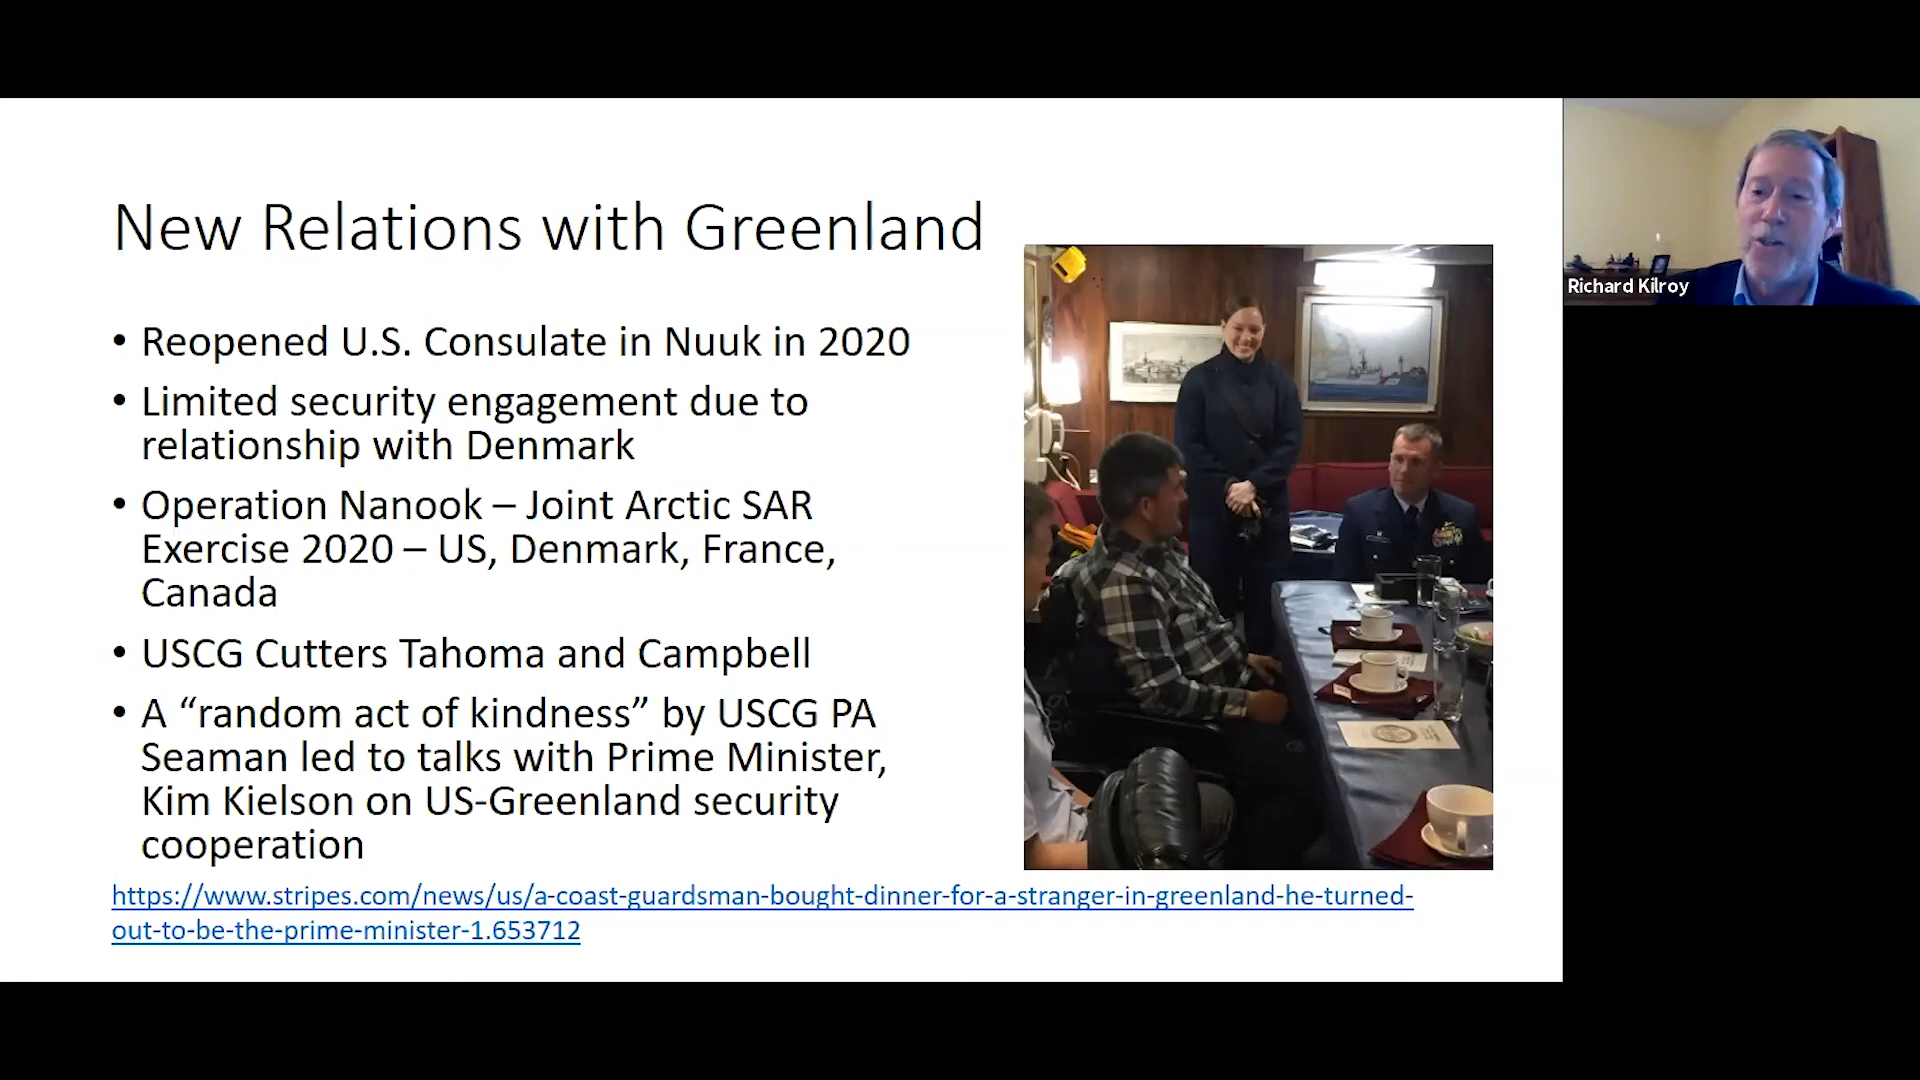 New Relations with Greenland
• Reopened U.S. Consulate in Nuuk in 2020
• Limited security engagement due to
relationship with Denmark
• Operation Nanook – Joint Arctic SAR
Exercise 2020 – US, Denmark, France,
Canada
• USCG Cutters Tahoma and Campbell
• A “random act of kindness” by USCG PA
Seaman led to talks with Prime Minister,
Kim Kielson on US-Greenland security
cooperation
https://www.stripes.com/news/us/a-coast-guardsman-bought-dinner-for-a-stranger-in-greenland-he-turned-
out-to-be-the-prime-minister-1.653712
Richard Kilroy